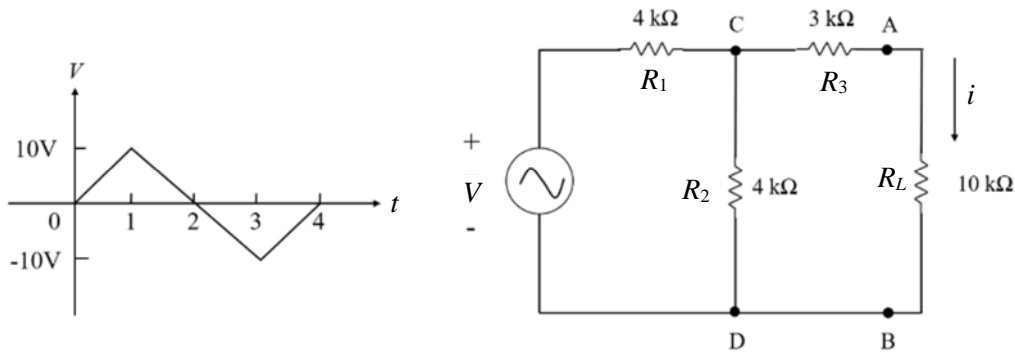 V
10V
0 1 2 3 4 t
-10V
4 kΩ C 3 kΩ A
R1 R3
i
+
V
-
R2 4 kΩ RL 10 kΩ
D B